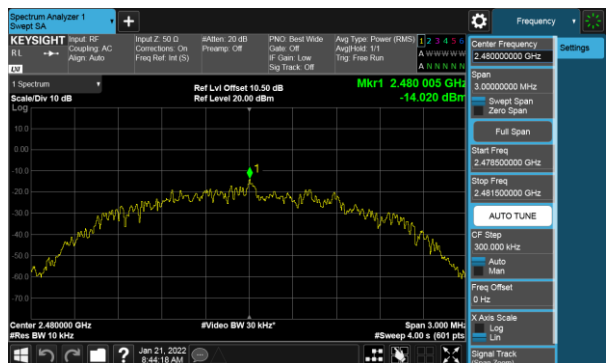 Spectrum Analyzer 1
Swept SA
+
Frequency
KEYSIGHT
RL
Input: RF
Coupling: AC
Align: Auto
Input Z: 50 Ω
Corrections: On
Freq Ref: Int (S)
#Atten: 20 dB
Preamp: Off
PNO: Best Wide
Gate: Off
IF Gain: Low
Sig Track: Off
Avg Type: Power (RMS)
Avg|Hold: 1/1
Trig: Free Run
1 2 3 4 5 6
A W W W W W
A N N N N N
LXI
1 Spectrum
Scale/Div 10 dB
Log
Ref Lvl Offset 10.50 dB
Ref Level 20.00 dBm
Mkr1 2.480 005 GHz
-14.020 dBm
10.0
0.00
-10.0
-20.0
-30.0
-40.0
-50.0
-60.0
-70.0
1
Center 2.480000 GHz
#Res BW 10 kHz
#Video BW 30 kHz*
Span 3.000 MHz
#Sweep 4.00 s (601 pts)
Jan 21, 2022
8:44:18 AM
?
Center Frequency
2.480000000 GHz
Settings
Span
3.00000000 MHz
Swept Span
Zero Span
Full Span
Start Freq
2.478500000 GHz
Stop Freq
2.481500000 GHz
AUTO TUNE
CF Step
300.000 kHz
Auto
Man
Freq Offset
0 Hz
X Axis Scale
Log
Lin
Signal Track
(Span Zoom)